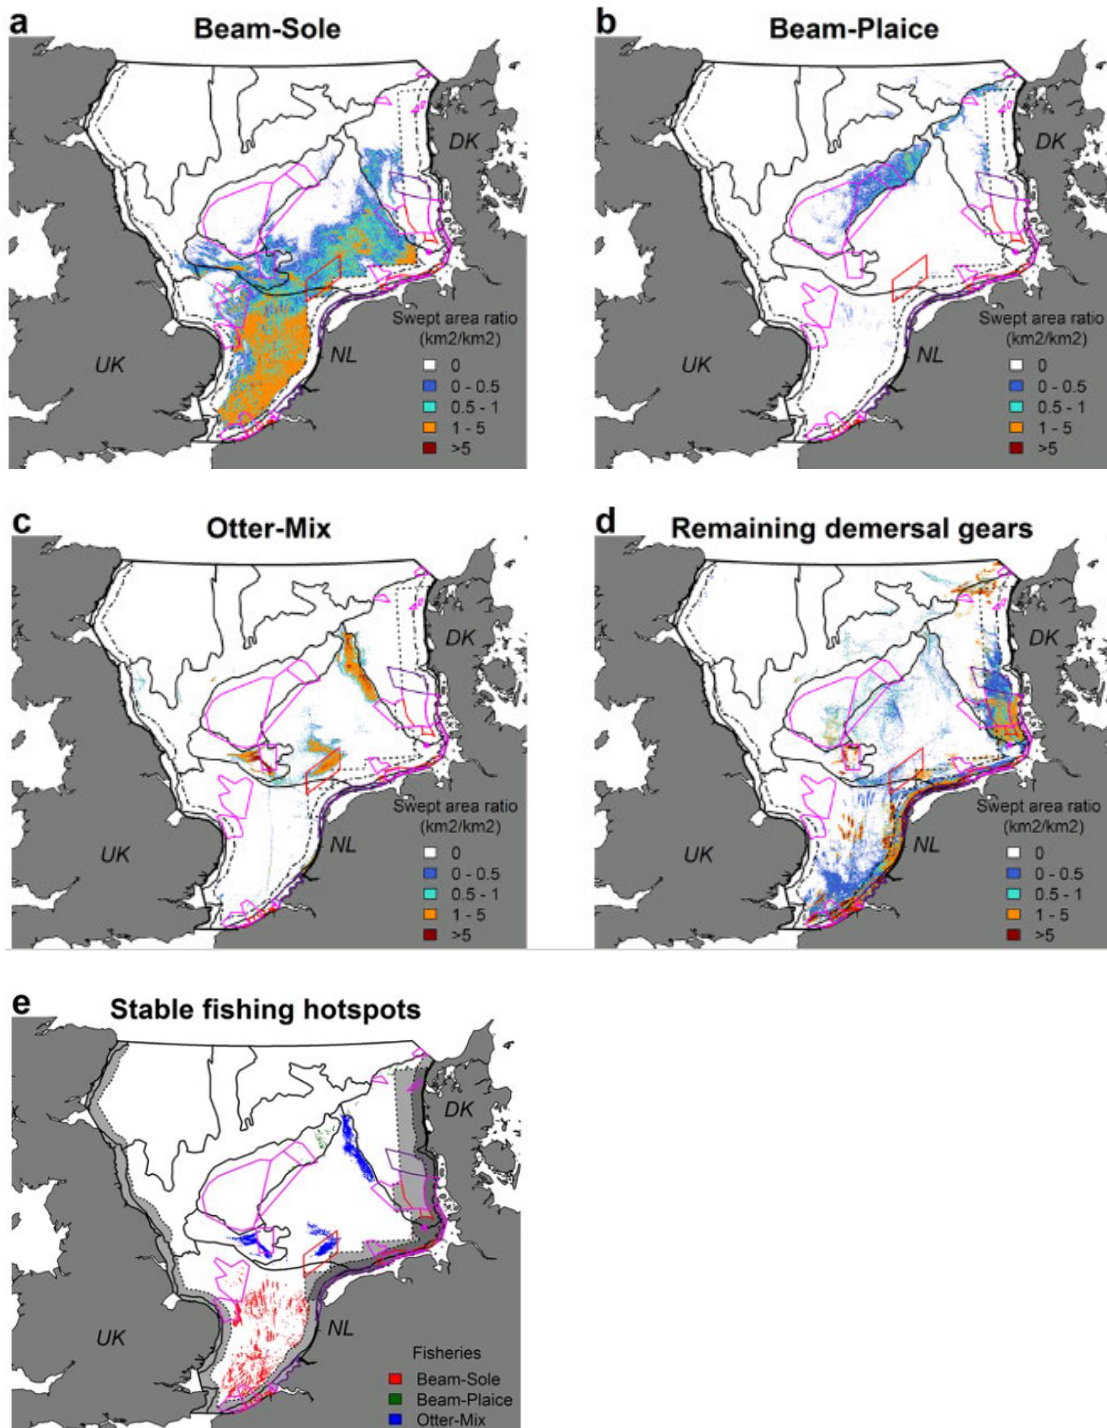 a
Beam-Sole
DK
UK
NL
Swept area ratio
(km2/km2)
0
0 - 0.5
0.5 - 1
1 - 5
>5
b
Beam-Plaice
DK
UK
NL
Swept area ratio
(km2/km2)
0
0 - 0.5
0.5 - 1
1 - 5
>5
c
Otter-Mix
DK
UK
NL
Swept area ratio
(km2/km2)
0
0 - 0.5
0.5 - 1
1 - 5
>5
d
Remaining demersal gears
DK
UK
NL
Swept area ratio
(km2/km2)
0
0 - 0.5
0.5 - 1
1 - 5
>5
e
Stable fishing hotspots
DK
UK
NL
Fisheries
Beam-Sole
Beam-Plaice
Otter-Mix